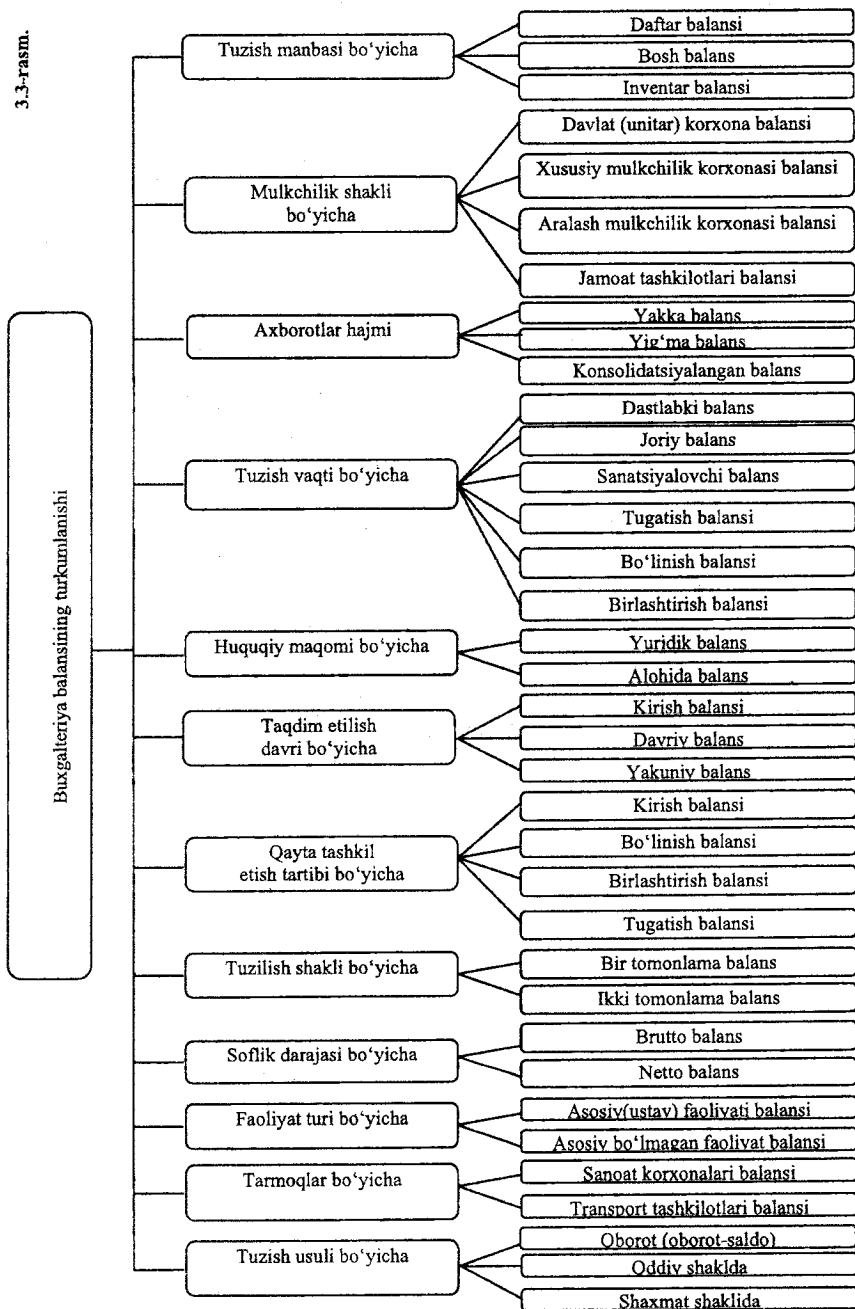 3.3-rasm.
Buxgalteriya balansining turkumlanishi
Tuzish manbasi bo‘yicha
Daftar balansi
Bosh balans
Inventar balansi
Mulkchilik shakli
bo‘yicha
Davlat (unitar) korxona balansi
Xususiy mulkchilik korxonasi balansi
Aralash mulkchilik korxonasi balansi
Jamoat tashkilotlari balansi
Axborotlar hajmi
Yakka balans
Yig‘ma balans
Konsolidatsiyalangan balans
Tuzish vaqti bo‘yicha
Dastlabki balans
Joriy balans
Sanatsiyalovchi balans
Tugatish balansi
Bo‘linish balansi
Birlashtirish balansi
Huquqiy maqomi bo‘yicha
Yuridik balans
Alohida balans
Taqdim etilish
davri bo‘yicha
Kirish balansi
Davriy balans
Yakuniy balans
Qayta tashkil
etish tartibi bo‘yicha
Kirish balansi
Bo‘linish balansi
Birlashtirish balansi
Tugatish balansi
Tuzilish shakli bo‘yicha
Bir tomonlama balans
Ikki tomonlama balans
Soflik darajasi bo‘yicha
Brutto balans
Netto balans
Faoliyat turi bo‘yicha
Asosiy(ustav) faoliyati balansi
Asosiy bo‘lmagan faoliyat balansi
Tarmoqlar bo‘yicha
Sanoat korxonalari balansi
Transport tashkilotlari balansi
Tuzish usuli bo‘yicha
Oborot (oborot-saldo)
Oddiy shaklda
Shaxmat shaklida